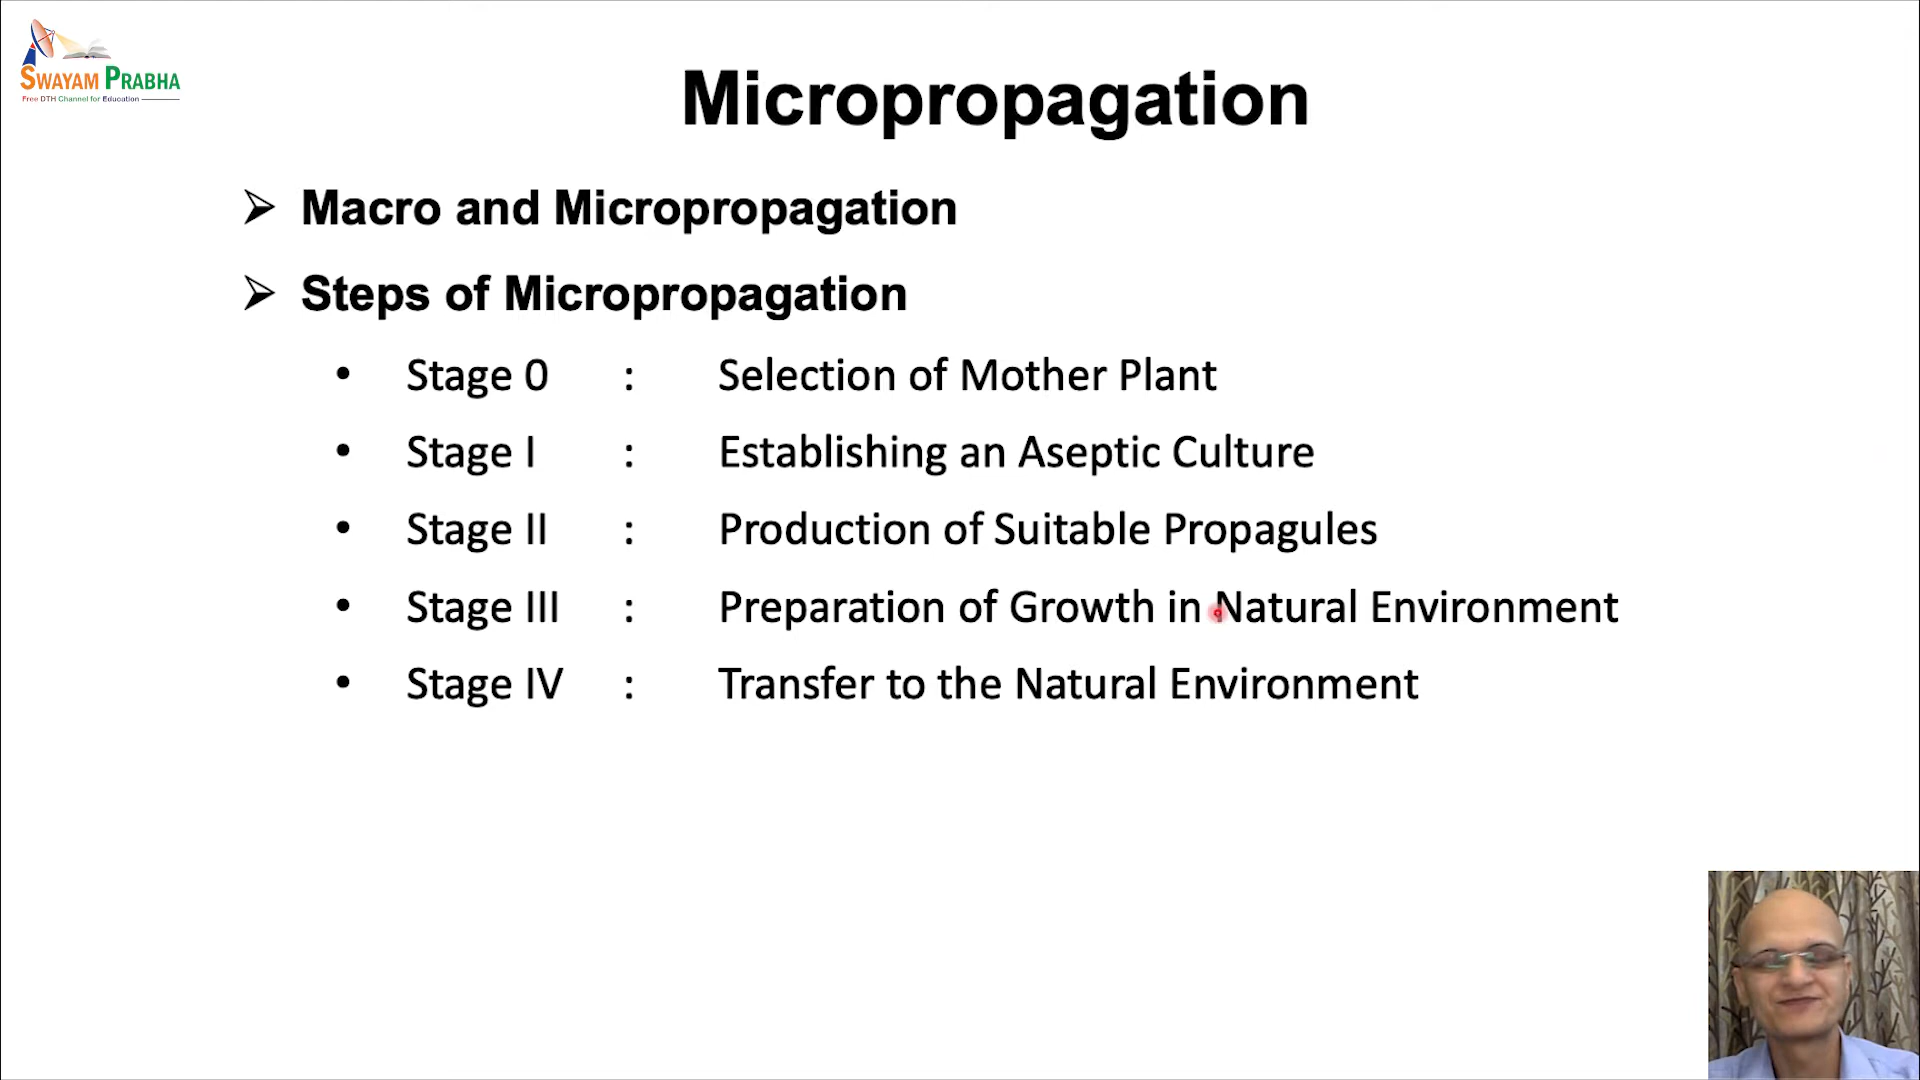 SWAYAM PRABHA
Free DTH Channel for Education
Micropropagation
➢ Macro and Micropropagation
➢ Steps of Micropropagation
• Stage 0 : Selection of Mother Plant
• Stage I : Establishing an Aseptic Culture
• Stage II : Production of Suitable Propagules
• Stage III : Preparation of Growth in Natural Environment
• Stage IV : Transfer to the Natural Environment